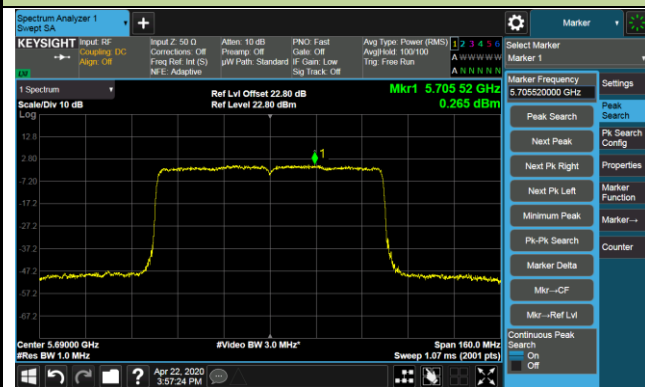 Spectrum Analyzer 1
Swept SA
+
Marker
KEYSIGHT
Input: RF
Coupling: DC
Align: Off
Input Z: 50 Ω
Corrections: Off
Freq Ref: Int (S)
NFE: Adaptive
Atten: 10 dB
Preamp: Off
µW Path: Standard
PNO: Fast
Gate: Off
IF Gain: Low
Sig Track: Off
Avg Type: Power (RMS)
Avg|Hold: 100/100
Trig: Free Run
1 2 3 4 5 6
A W W W W W
A N N N N N
LXI
Select Marker
Marker 1
1 Spectrum
Scale/Div 10 dB
Log
Ref Lvl Offset 22.80 dB
Ref Level 22.80 dBm
Mkr1 5.705 52 GHz
0.265 dBm
12.8
2.80
-7.20
-17.2
-27.2
-37.2
-47.2
-57.2
-67.2
1
Center 5.69000 GHz
#Res BW 1.0 MHz
#Video BW 3.0 MHz*
Span 160.0 MHz
Sweep 1.07 ms (2001 pts)
Marker Frequency
5.705520000 GHz
Peak Search
Next Peak
Next Pk Right
Next Pk Left
Minimum Peak
Pk-Pk Search
Marker Delta
Mkr→CF
Mkr→Ref Lvl
Continuous Peak
Search
On
Off
Settings
Peak
Search
Pk Search
Config
Properties
Marker
Function
Marker→
Counter
?
Apr 22, 2020
3:57:24 PM